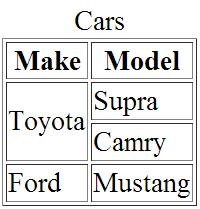 Cars
Make Model
Toyota Supra
Camry
Ford Mustang